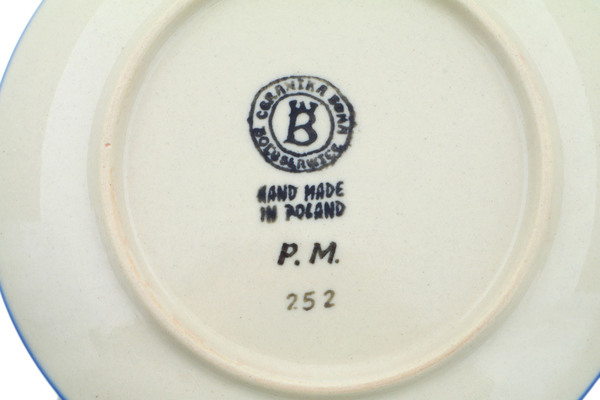 CERAMIKA BONA
BOLESŁAWIEC
B
HAND MADE
IN POLAND
P. M.
252